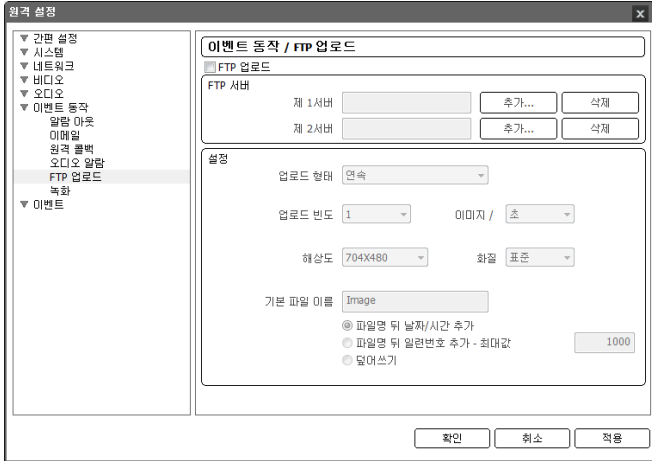 원격 설정
간편 설정
시스템
네트워크
비디오
오디오
이벤트 동작
알람 아웃
이메일
원격 콜백
오디오 알람
FTP 업로드
녹화
이벤트
이벤트 동작 / FTP 업로드
FTP 업로드
FTP 서버
제 1서버 추가... 삭제
제 2서버 추가... 삭제
설정
업로드 형태 연속
업로드 빈도 1 이미지 / 초
해상도 704X480 화질 표준
기본 파일 이름 Image
파일명 뒤 날짜/시간 추가
파일명 뒤 일련번호 추가 - 최대값 1000
덮어쓰기
확인 취소 적용